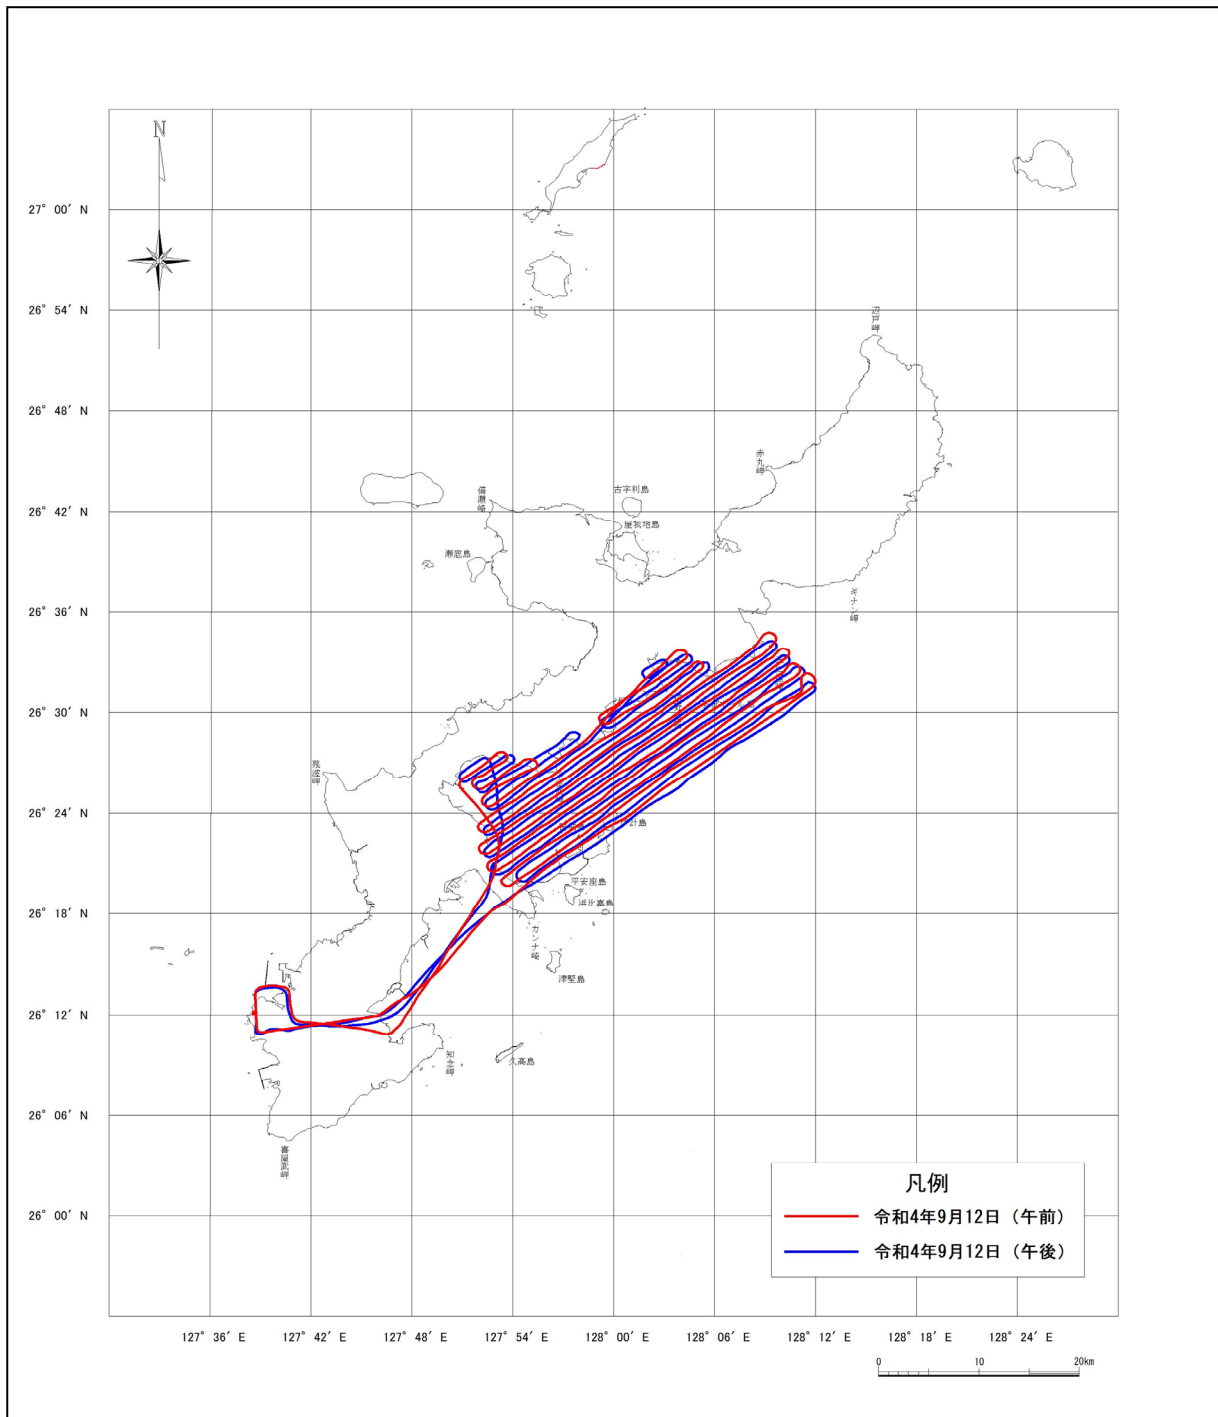 N
27° 00′ N
26° 54′ N
辺戸岬
26° 48′ N
赤丸岬
備瀬崎
古宇利島
26° 42′ N
屋我地島
瀬底島
26° 36′ N
ギナン岬
26° 30′ N
残波岬
26° 24′ N
計島
平安座島
浜比嘉島
26° 18′ N
カンナ崎
津堅島
26° 12′ N
知念岬
久高島
26° 06′ N
喜屋武岬
凡例
令和4年9月12日（午前）
26° 00′ N
令和4年9月12日（午後）
127° 36′ E
127° 42′ E
127° 48′ E
127° 54′ E
128° 00′ E
128° 06′ E
128° 12′ E
128° 18′ E
128° 24′ E
0
10
20km